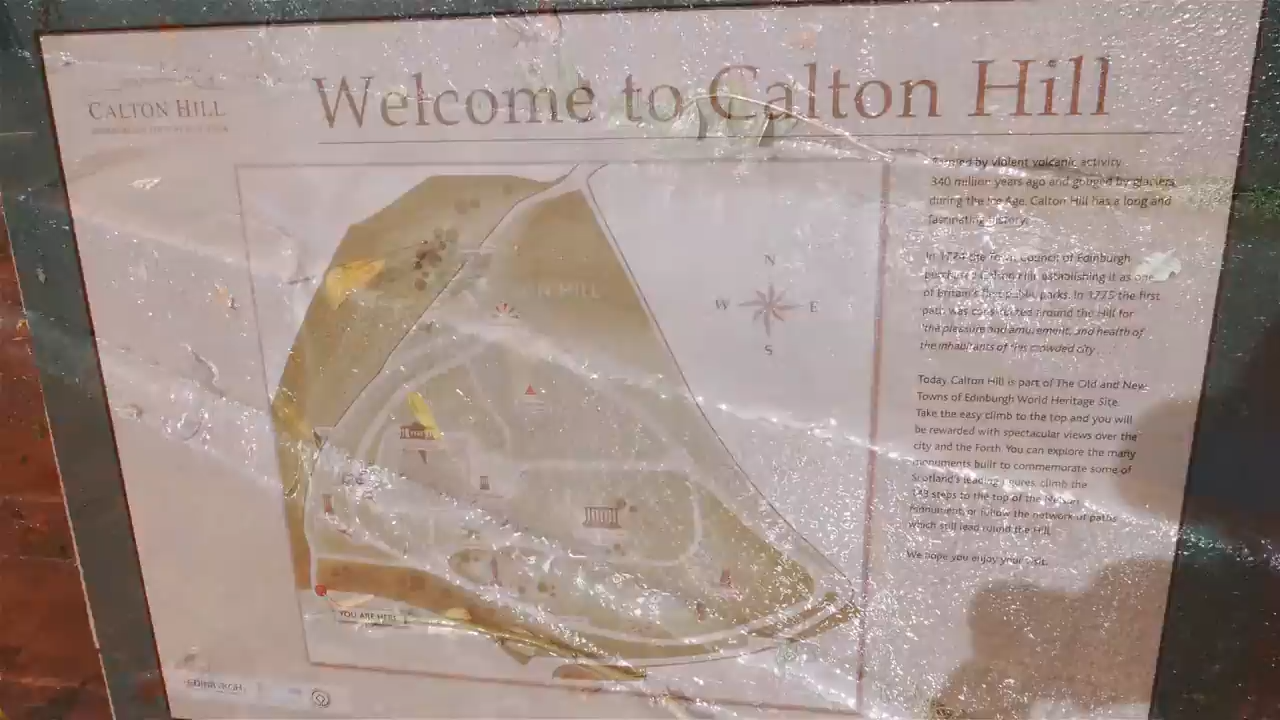 CALTON HILL
Welcome to Calton Hill
by violent volcanic activity
340 million years ago and gouged by glaciers
during the Ice Age. Calton Hill has a long and
fascinating history.
In 1724 the Town Council of Edinburgh
purchased Calton Hill, establishing it as one
of Britain's first public parks. In 1775 the first
path was constructed around the Hill for
'the pleasure and amusement, and health of
the inhabitants of this crowded city . . .'
Today, Calton Hill is part of The Old and New
Towns of Edinburgh World Heritage Site.
Take the easy climb to the top and you will
be rewarded with spectacular views over the
city and the Forth. You can explore the many
monuments built to commemorate some of
Scotland's leading figures, climb the
143 steps to the top of the Nelson
monument, or follow the network of paths
which still lead round the Hill.
We hope you enjoy your visit.
N
W E
S
N HILL
YOU ARE HERE
EDINBURGH